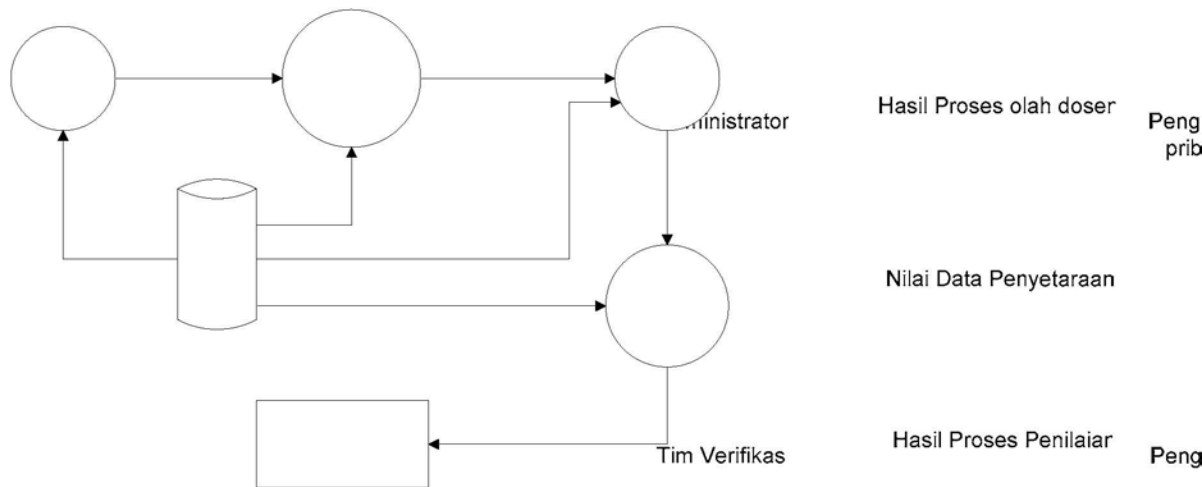 ministrator
Hasil Proses olah doser
Peng
prib
Nilai Data Penyetaraan
Tim Verifikas
Hasil Proses Penilaiar
Peng